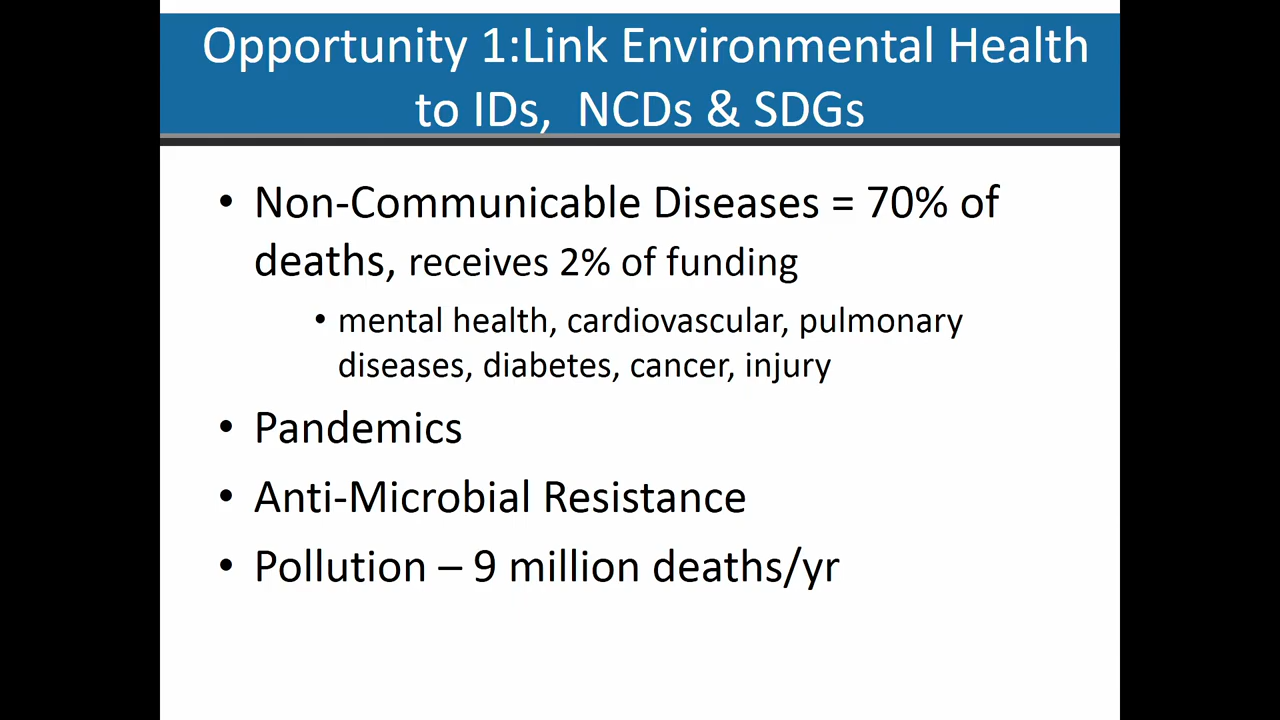 Opportunity 1:Link Environmental Health
to IDs, NCDs & SDGs
• Non-Communicable Diseases = 70% of
deaths, receives 2% of funding
• mental health, cardiovascular, pulmonary
diseases, diabetes, cancer, injury
• Pandemics
• Anti-Microbial Resistance
• Pollution – 9 million deaths/yr